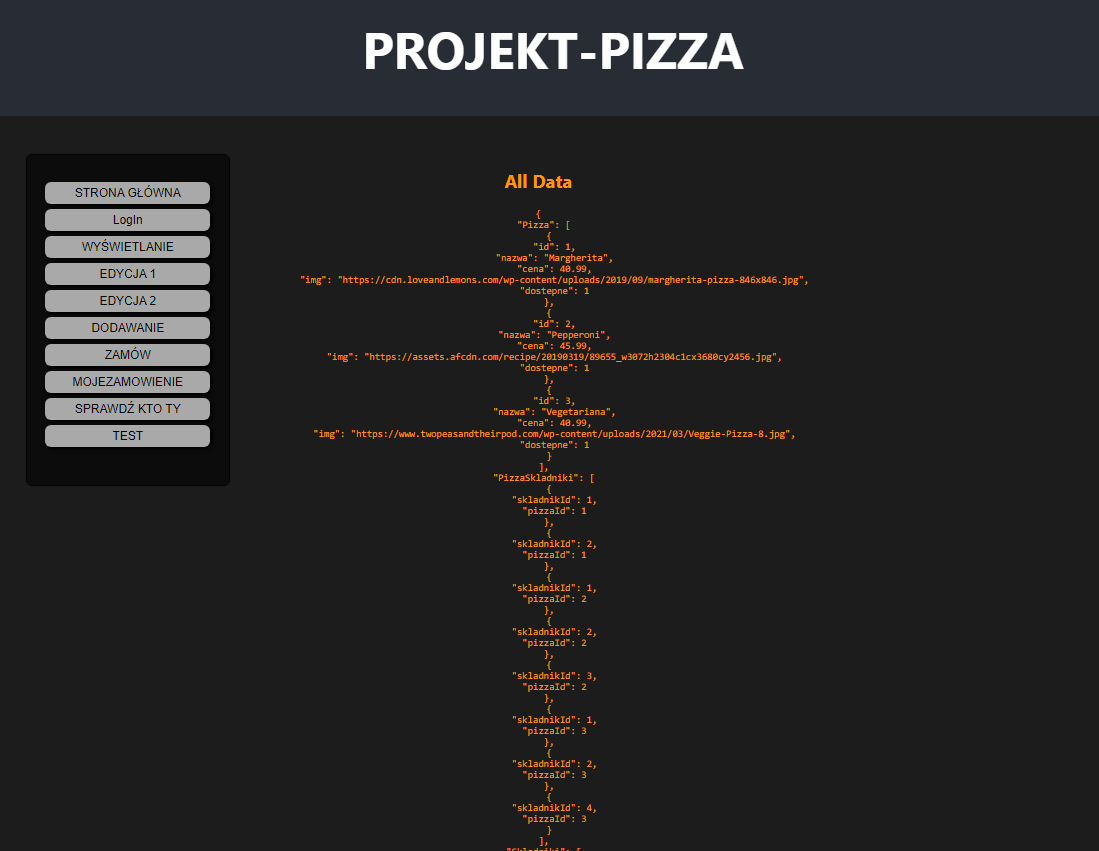 PROJEKT-PIZZA
STRONA GŁÓWNA
LogIn
WYŚWIETLANIE
EDYCJA 1
EDYCJA 2
DODAWANIE
ZAMÓW
MOJEZAMOWIENIE
SPRAWDŹ KTO TY
TEST
All Data
{
"Pizza": [
{
"id": 1,
"nazwa": "Margherita",
"cena": 40.99,
"img": "https://cdn.loveandlemons.com/wp-content/uploads/2019/09/margherita-pizza-846x846.jpg",
"dostepne": 1
},
{
"id": 2,
"nazwa": "Pepperoni",
"cena": 45.99,
"img": "https://assets.afcdn.com/recipe/20190319/89655_w3072h2304c1cx3680cy2456.jpg",
"dostepne": 1
},
{
"id": 3,
"nazwa": "Vegetariana",
"cena": 40.99,
"img": "https://www.twopeasandtheirpod.com/wp-content/uploads/2021/03/Veggie-Pizza-8.jpg",
"dostepne": 1
}
],
"PizzaSkladniki": [
{
"skladnikId": 1,
"pizzaId": 1
},
{
"skladnikId": 2,
"pizzaId": 1
},
{
"skladnikId": 1,
"pizzaId": 2
},
{
"skladnikId": 2,
"pizzaId": 2
},
{
"skladnikId": 3,
"pizzaId": 2
},
{
"skladnikId": 1,
"pizzaId": 3
},
{
"skladnikId": 2,
"pizzaId": 3
},
{
"skladnikId": 4,
"pizzaId": 3
}
],
"Skladniki": [